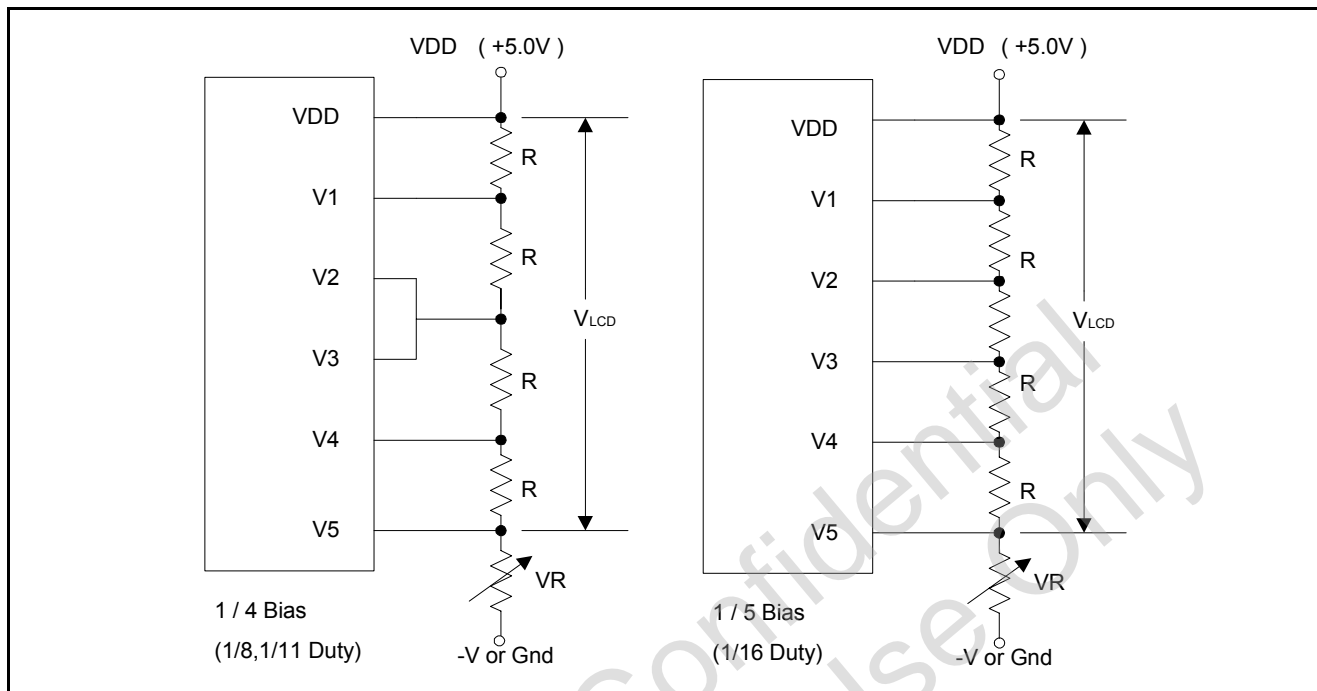 VDD ( +5.0V )
VDD
R
V1
R
V2
VLCD
V3
R
V4
R
V5
VR
1 / 4 Bias
(1/8,1/11 Duty)
-V or Gnd
VDD ( +5.0V )
VDD
R
V1
R
V2
VLCD
V3
R
V4
R
V5
VR
1 / 5 Bias
(1/16 Duty)
-V or Gnd
Confidential
Use Only